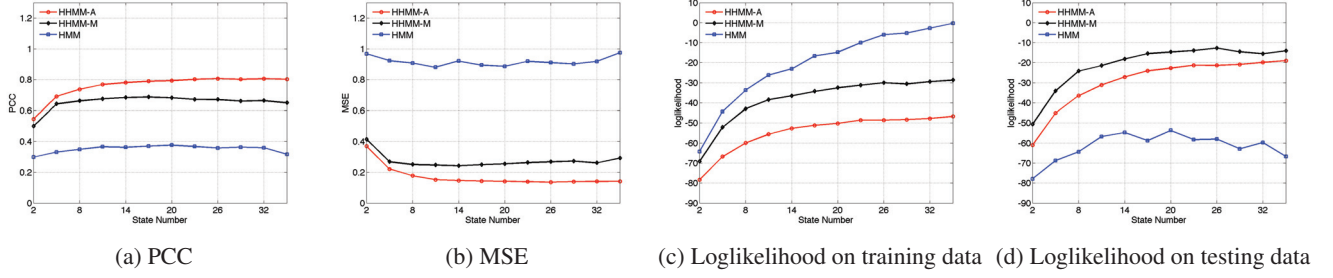 HHMM-A
HHMM-M
HMM
1.2
1
0.8
0.6
0.4
0.2
0
PCC
2 8 14 20 26 32
State Number
(a) PCC
HHMM-A
HHMM-M
HMM
1.2
1
0.8
0.6
0.4
0.2
0
MSE
2 8 14 20 26 32
State Number
(b) MSE
HHMM-A
HHMM-M
HMM
10
0
-10
-20
-30
-40
-50
-60
-70
-80
-90
loglikelihood
2 8 14 20 26 32
State Number
(c) Loglikelihood on training data
HHMM-A
HHMM-M
HMM
10
0
-10
-20
-30
-40
-50
-60
-70
-80
-90
loglikelihood
2 8 14 20 26 32
State Number
(d) Loglikelihood on testing data